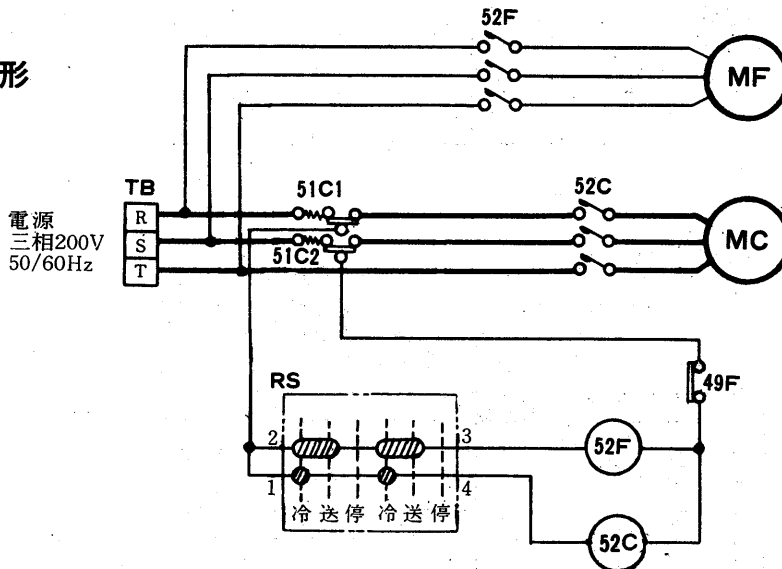 形
52F
MF
TB
51C1
52C
R
電源
三相200V
50/60Hz
S
51C2
T
MC
RS
49F
2
3
52F
1
4
冷 送 停 冷 送 停
52C